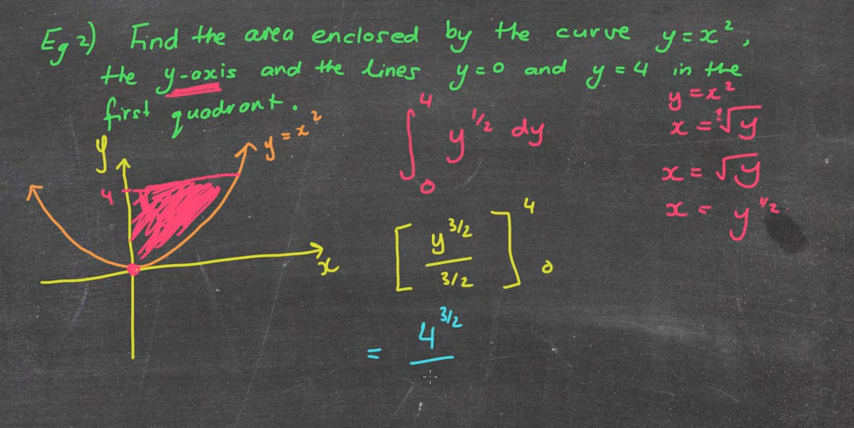 Eg 2) Find the area enclosed by the curve y = x²,
the y-axis and the lines y = 0 and y = 4 in the
first quadrant.
y = x²
x = ²√y
x = √y
x = y^1/2
∫₀⁴ y^1/2 dy
[y^3/2 / 3/2]₀⁴
= 4^3/2
y
y = x²
4
x